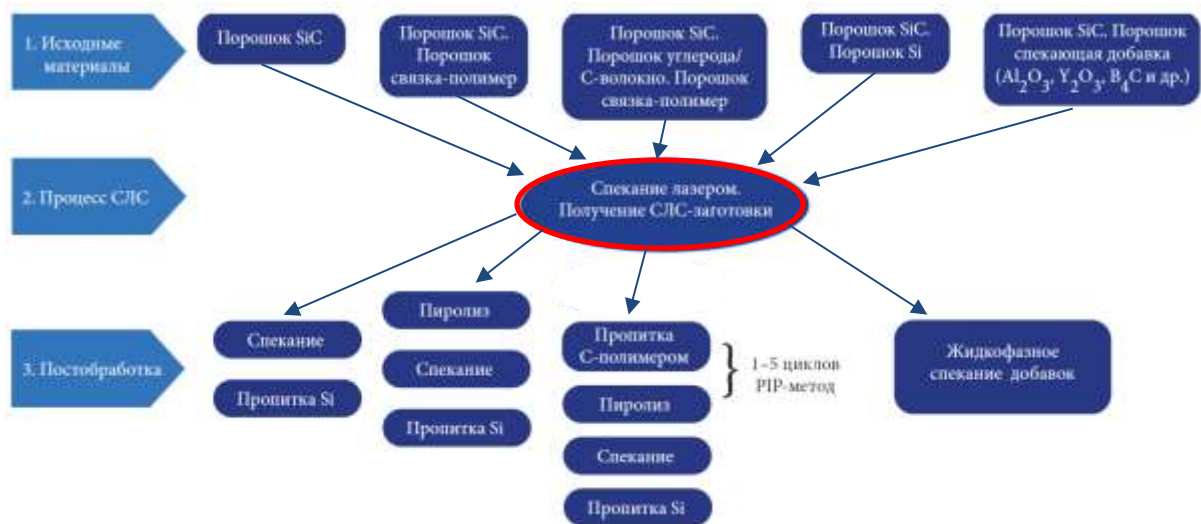 1. Исходные
материалы
Порошок SiC
Порошок SiC.
Порошок
связка-полимер
Порошок SiC.
Порошок углерода/
С-волокно. Порошок
связка-полимер
Порошок SiC.
Порошок Si
Порошок SiC. Порошок
спекающая добавка
(Al2O3, Y2O3, B4C и др.)
2. Процесс СЛС
Спекание лазером.
Получение СЛС-заготовки
3. Постобработка
Спекание
Пропитка Si
Пиролиз
Спекание
Пропитка Si
Пропитка
С-полимером
Пиролиз
Спекание
Пропитка Si
1–5 циклов
PIP-метод
Жидкофазное
спекание добавок